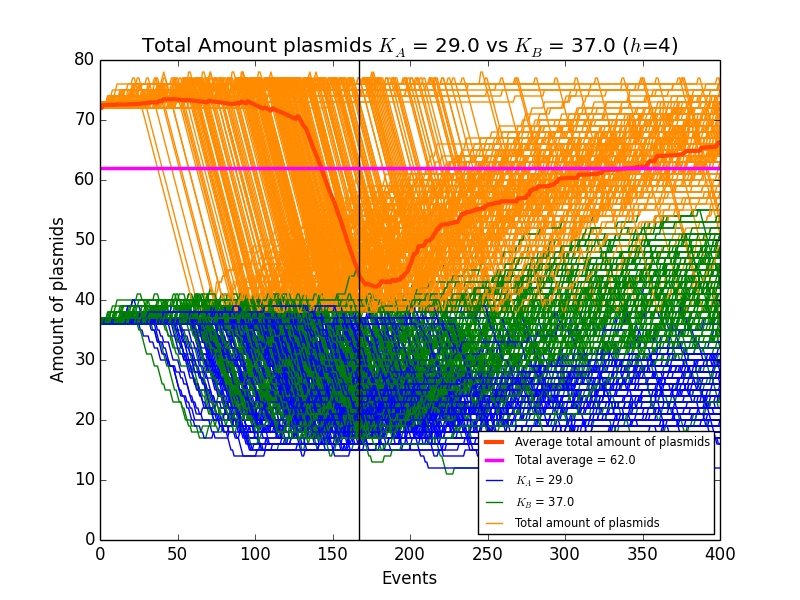 Total Amount plasmids K_A = 29.0 vs K_B = 37.0 (h=4)
80
70
60
50
40
30
20
10
0
Amount of plasmids
0 50 100 150 200 250 300 350 400
Events
Average total amount of plasmids
Total average = 62.0
K_A = 29.0
K_B = 37.0
Total amount of plasmids